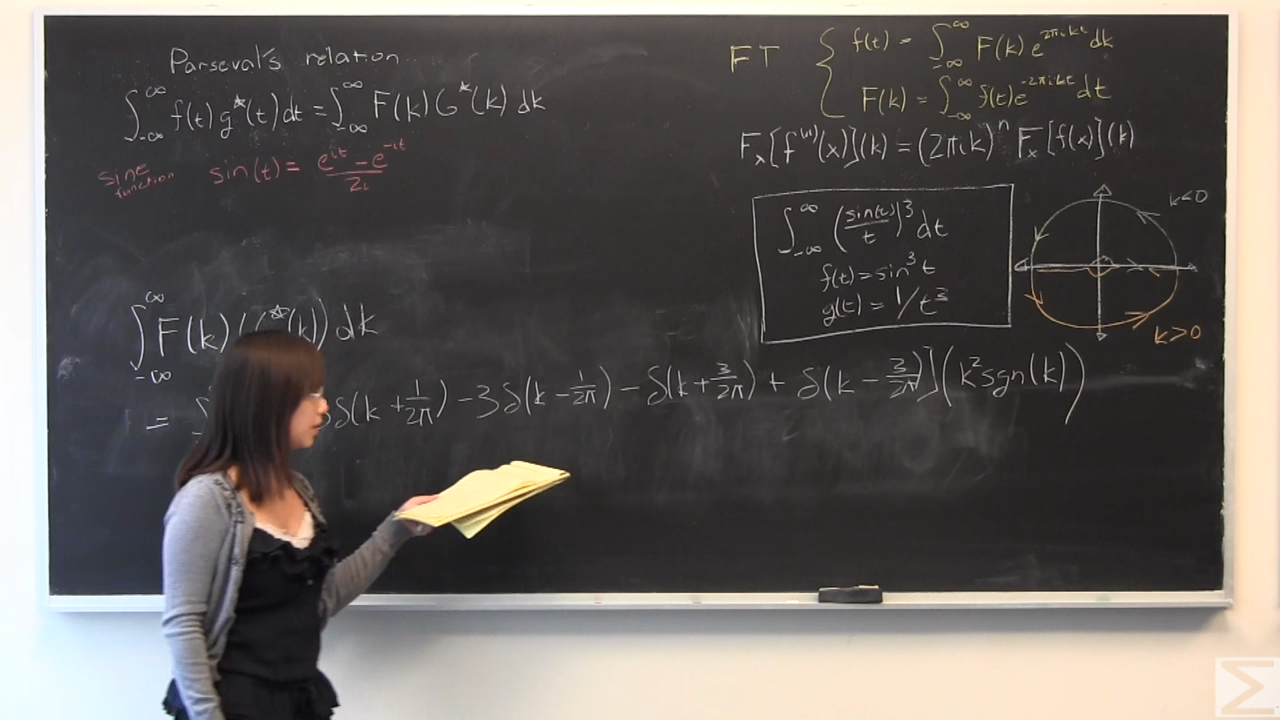 Parseval's relation
∫_{-∞}^{∞} f(t) g*(t) dt = ∫_{-∞}^{∞} F(k) G*(k) dk
sine function sin(t) = (e^{it} - e^{-it})/2i
FT { f(t) = ∫_{-∞}^{∞} F(k) e^{2πikt} dk
F(k) = ∫_{-∞}^{∞} f(t) e^{-2πikt} dt
F_x[f^{(n)}(x)](k) = (2πik)^n F_x[f(x)](k)
∫_{-∞}^{∞} (sin(t)/t)^3 dt
f(t) = sin^3 t
g(t) = 1/t^3
k<0
k>0
∫_{-∞}^{∞} F(k) *(k) dk
= δ(k + 1/2π) - 3δ(k - 1/2π) - δ(k + 3/2π) + δ(k - 3/2π)](k^2 sgn(k))
Σ